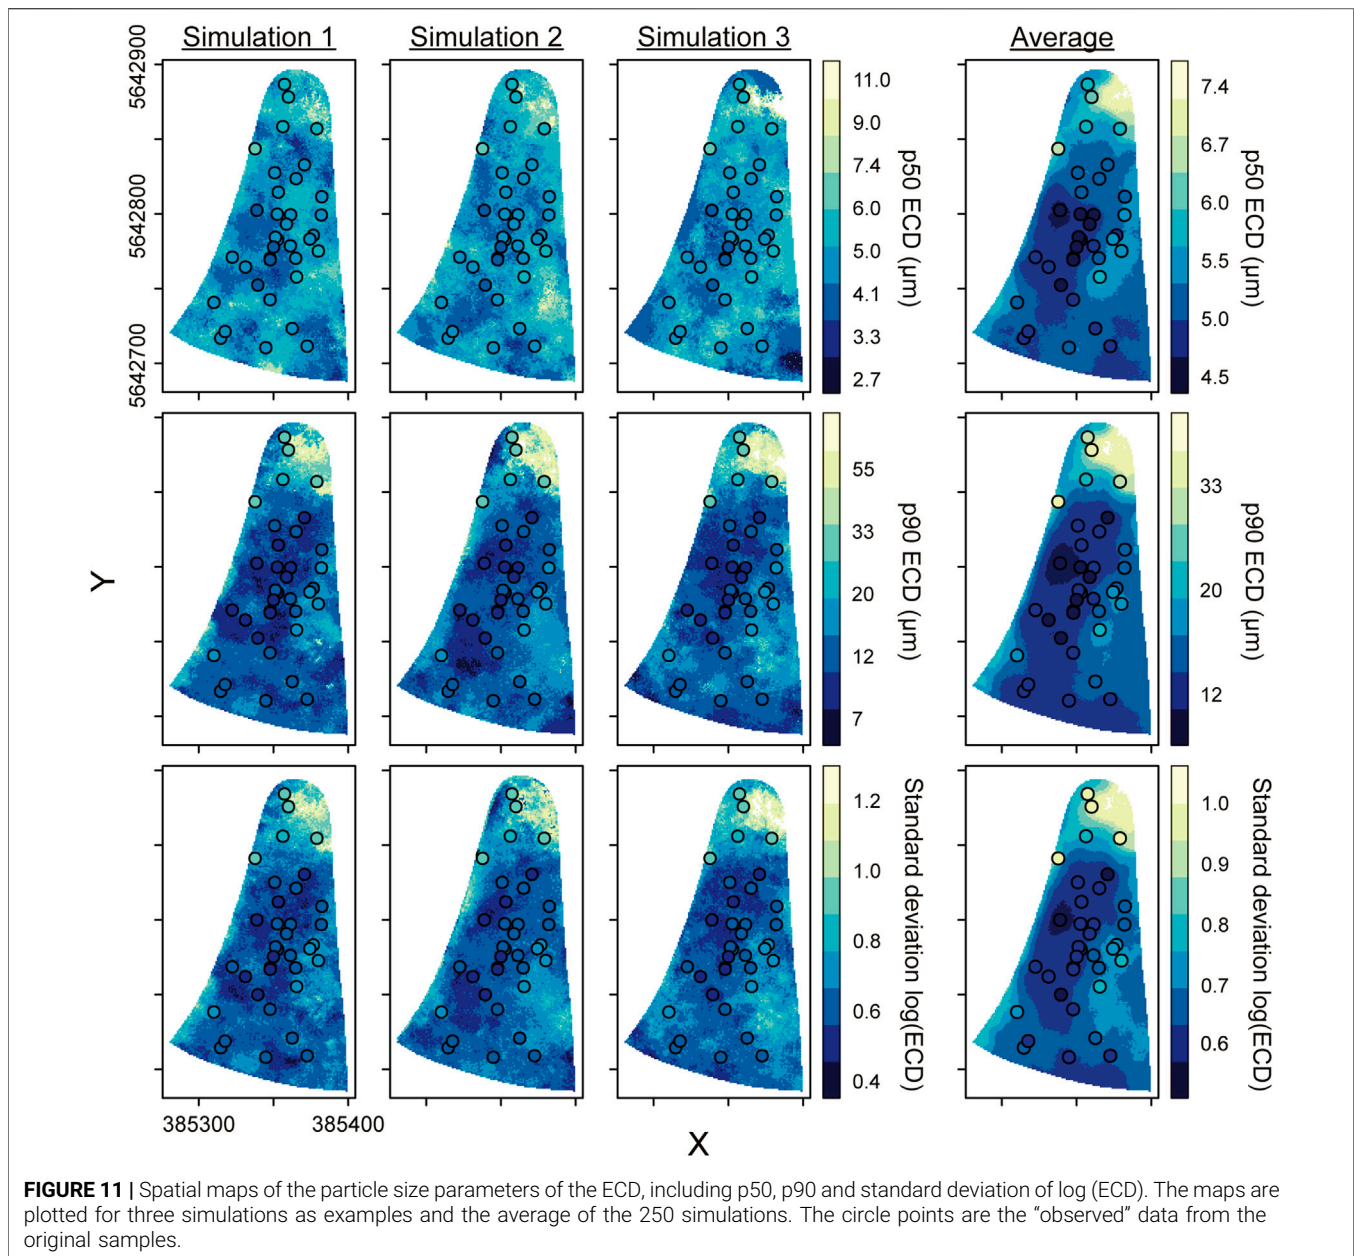 Simulation 1
Simulation 2
Simulation 3
Average
5642900
5642800
5642700
11.0
9.0
7.4
6.0
5.0
4.1
3.3
2.7
p50 ECD (μm)
7.4
6.7
6.0
5.5
5.0
4.5
p50 ECD (μm)
Y
55
33
20
12
7
p90 ECD (μm)
33
20
12
p90 ECD (μm)
1.2
1.0
0.8
0.6
0.4
Standard deviation log(ECD)
1.0
0.9
0.8
0.7
0.6
Standard deviation log(ECD)
385300
385400
X
FIGURE 11 | Spatial maps of the particle size parameters of the ECD, including p50, p90 and standard deviation of log (ECD). The maps are
plotted for three simulations as examples and the average of the 250 simulations. The circle points are the “observed” data from the
original samples.